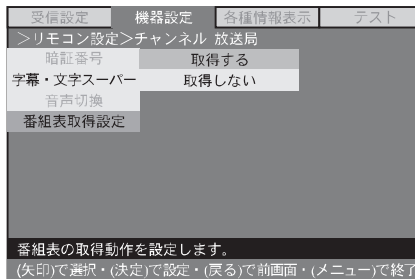 受信設定 機器設定 各種情報表示 テスト
>リモコン設定>チャンネル 放送局
暗証番号 取得する
字幕・文字スーパー 取得しない
音声切換
番組表取得設定
番組表の取得動作を設定します。
(矢印)で選択・(決定)で設定・(戻る)で前画面・(メニュー)で終了